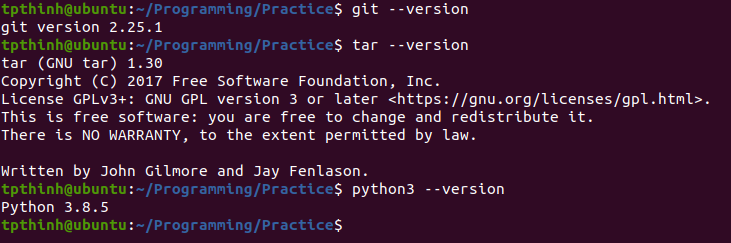 tpthinh@ubuntu:~/Programming/Practice$ git --version
git version 2.25.1
tpthinh@ubuntu:~/Programming/Practice$ tar --version
tar (GNU tar) 1.30
Copyright (C) 2017 Free Software Foundation, Inc.
License GPLv3+: GNU GPL version 3 or later <https://gnu.org/licenses/gpl.html>.
This is free software: you are free to change and redistribute it.
There is NO WARRANTY, to the extent permitted by law.

Written by John Gilmore and Jay Fenlason.
tpthinh@ubuntu:~/Programming/Practice$ python3 --version
Python 3.8.5
tpthinh@ubuntu:~/Programming/Practice$